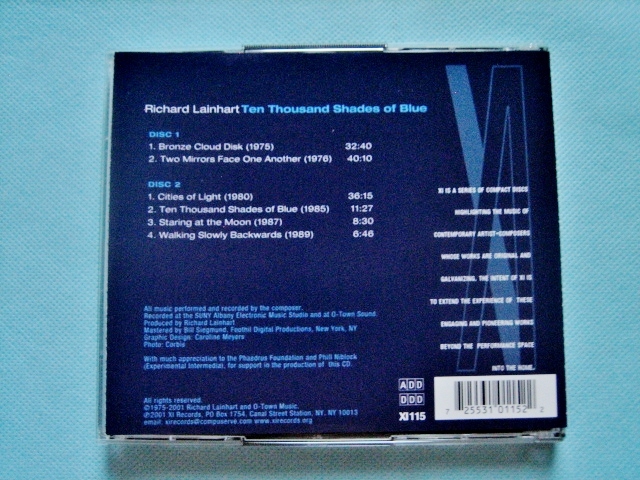 Richard Lainhart Ten Thousand Shades of Blue
DISC 1
1. Bronze Cloud Disk (1975) 32:40
2. Two Mirrors Face One Another (1976) 40:10
DISC 2
1. Cities of Light (1980) 36:15
2. Ten Thousand Shades of Blue (1985) 11:27
3. Staring at the Moon (1987) 8:30
4. Walking Slowly Backwards (1989) 6:46
All music performed and recorded by the composer.
Recorded at the SUNY Albany Electronic Music Studio and at O-Town Sound.
Produced by Richard Lainhart
Mastered by Bill Siegmund, Foothil Digital Productions, New York, NY
Graphic Design: Caroline Meyers
Photo: Corbis
With much appreciation to the Phaedrus Foundation and Phill Niblock
(Experimental Intermedia), for support in the production of this CD.
All rights reserved.
©1975-2001 Richard Lainhart and O-Town Music.
℗2001 XI Records, PO Box 1754, Canal Street Station, NY, NY 10013
email: xirecords@compuserve.com www.xirecords.org
XI
XI IS A SERIES OF COMPACT DISCS
HIGHLIGHTING THE MUSIC OF
CONTEMPORARY ARTIST-COMPOSERS
WHOSE WORKS ARE ORIGINAL AND
GALVANIZING. THE INTENT OF XI IS
TO EXTEND THE EXPERIENCE OF THESE
ENGAGING AND PIONEERING WORKS
BEYOND THE PERFORMANCE SPACE
INTO THE HOME.
ADD
DDD
XI115
7 25531 01152 2